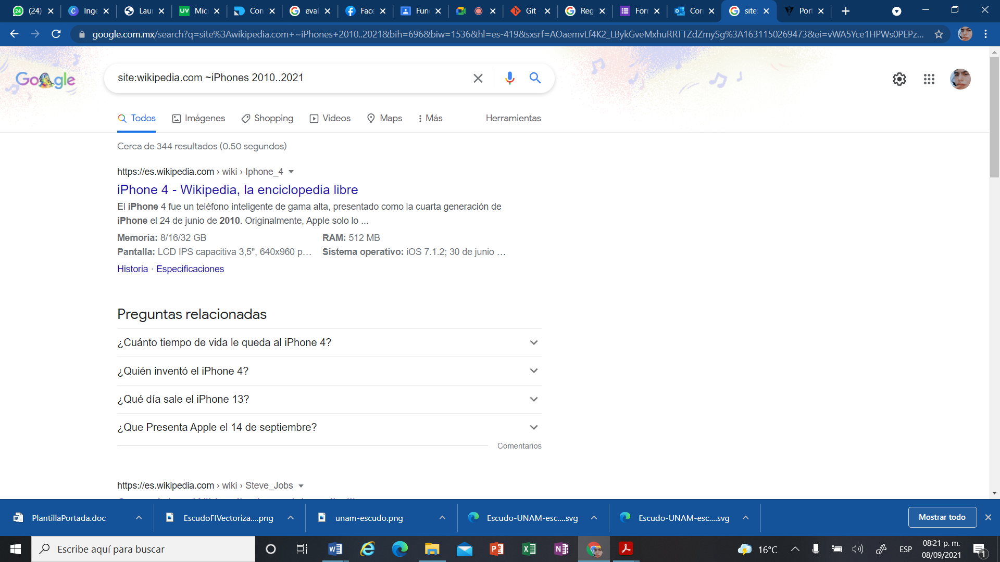 (24)
Inge
Laur
Micr
Con
eval
Face
Fun
Git -
Reg
Forr
Cor
site:
Port
google.com.mx/search?q=site%3Awikipedia.com+~iPhones+2010..2021&bih=696&biw=1536&hl=es-419&sxsrf=AOaemvLf4K2_LBykGveMxhuRRTTZdZmySg%3A1631150269473&ei=vWA5Yce1HPWs0PEPz...
Google
site:wikipedia.com ~iPhones 2010..2021
Todos
Imágenes
Shopping
Videos
Maps
Más
Herramientas
Cerca de 344 resultados (0.50 segundos)
https://es.wikipedia.com › wiki › Iphone_4
iPhone 4 - Wikipedia, la enciclopedia libre
El iPhone 4 fue un teléfono inteligente de gama alta, presentado como la cuarta generación de
iPhone el 24 de junio de 2010. Originalmente, Apple solo lo ...
Memoria: 8/16/32 GB
RAM: 512 MB
Pantalla: LCD IPS capacitiva 3,5", 640x960 p…
Sistema operativo: iOS 7.1.2; 30 de junio …
Historia · Especificaciones
Preguntas relacionadas
¿Cuánto tiempo de vida le queda al iPhone 4?
¿Quién inventó el iPhone 4?
¿Qué día sale el iPhone 13?
¿Que Presenta Apple el 14 de septiembre?
Comentarios
https://es.wikipedia.com › wiki › Steve_Jobs
PlantillaPortada.doc
EscudoFIVectoriza....png
unam-escudo.png
Escudo-UNAM-esc....svg
Escudo-UNAM-esc....svg
Mostrar todo
Escribe aquí para buscar
16°C
ESP
08:21 p. m.
08/09/2021
1